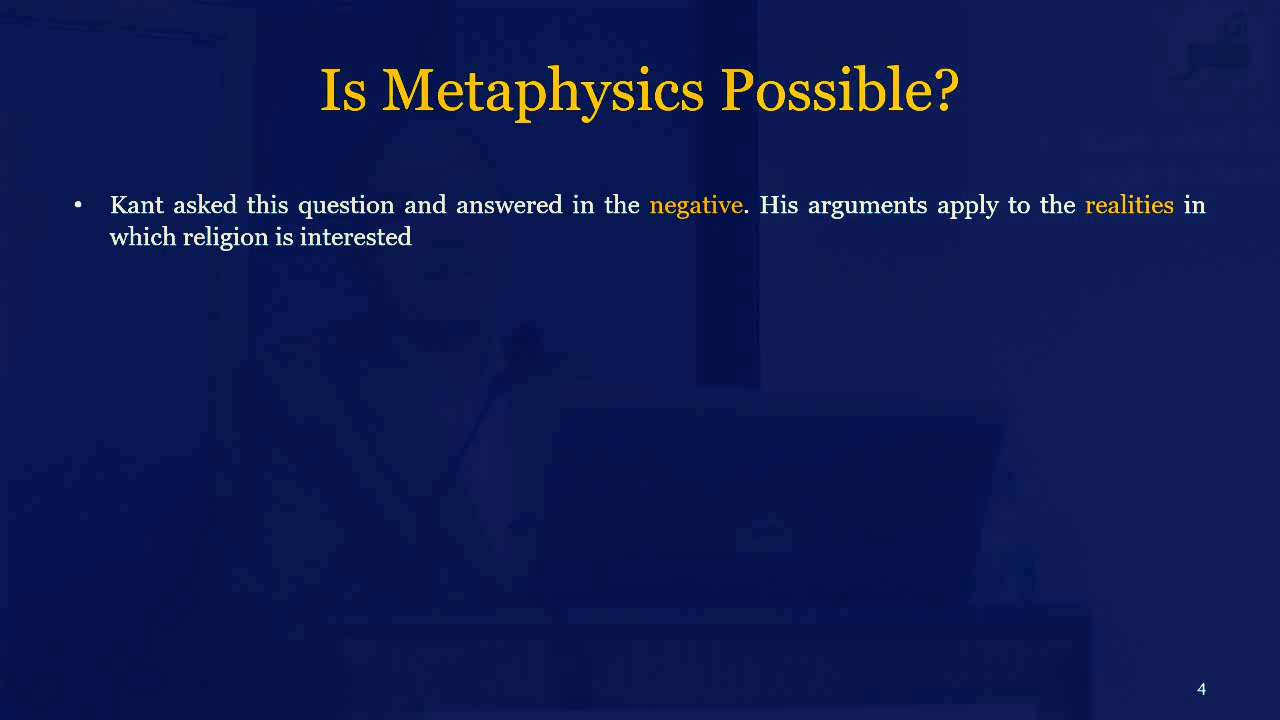 Is Metaphysics Possible?
• Kant asked this question and answered in the negative. His arguments apply to the realities in
which religion is interested
4